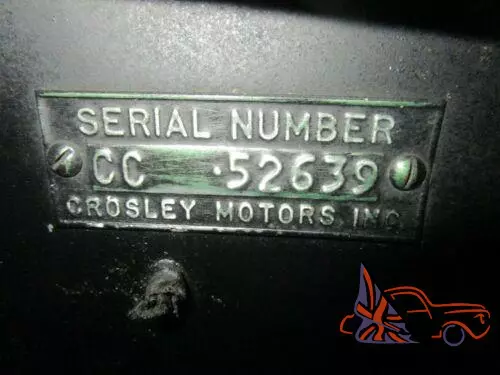 SERIAL NUMBER
CC ·52639
CROSLEY MOTORS INC